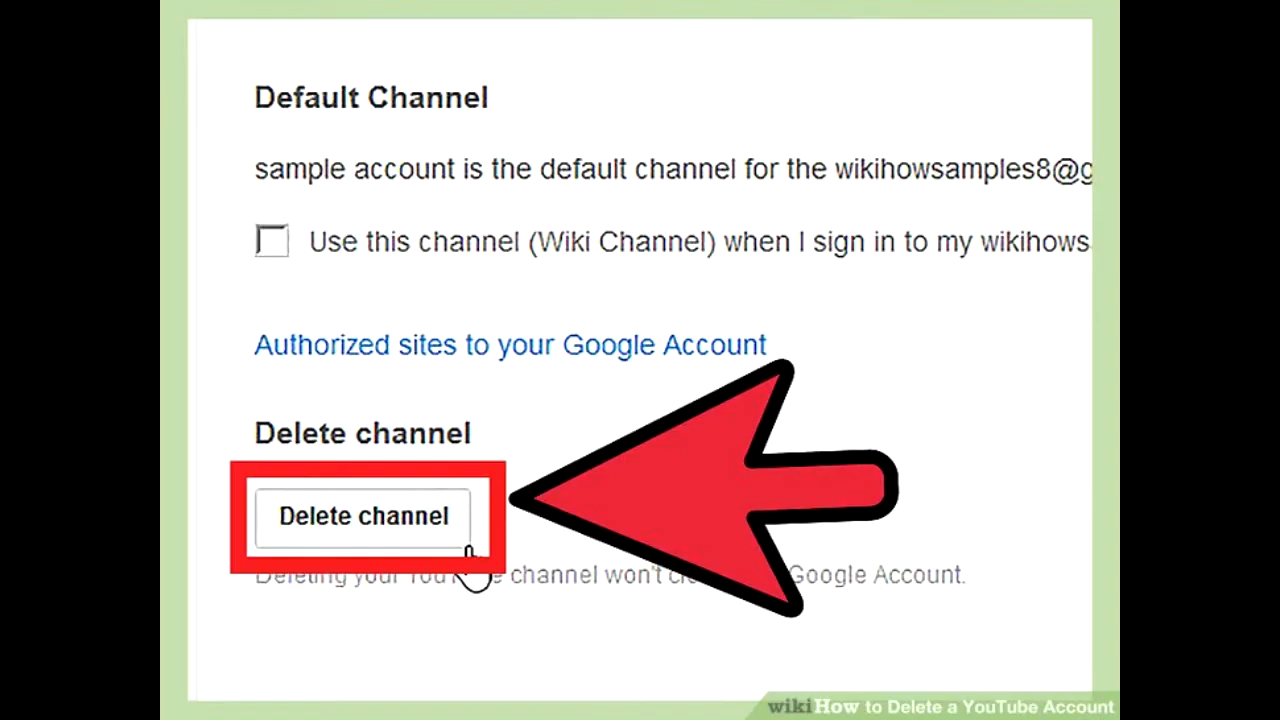 Default Channel
sample account is the default channel for the wikihowsamples8@g
Use this channel (Wiki Channel) when I sign in to my wikihows
Authorized sites to your Google Account
Delete channel
Delete channel
Deleting your channel won't Google Account.
wikiHow to Delete a YouTube Account